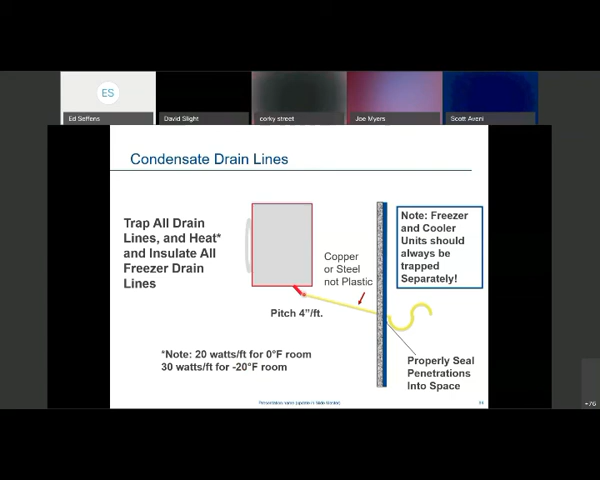 ES
Ed Seffens
David Slight
corky street
Joe Myers
Scott Aveni
Condensate Drain Lines
Trap All Drain
Lines, and Heat*
and Insulate All
Freezer Drain
Lines
Copper
or Steel
not Plastic
Note: Freezer
and Cooler
Units should
always be
trapped
Separately!
Pitch 4"/ft.
*Note: 20 watts/ft for 0°F room
30 watts/ft for -20°F room
Properly Seal
Penetrations
Into Space
+76